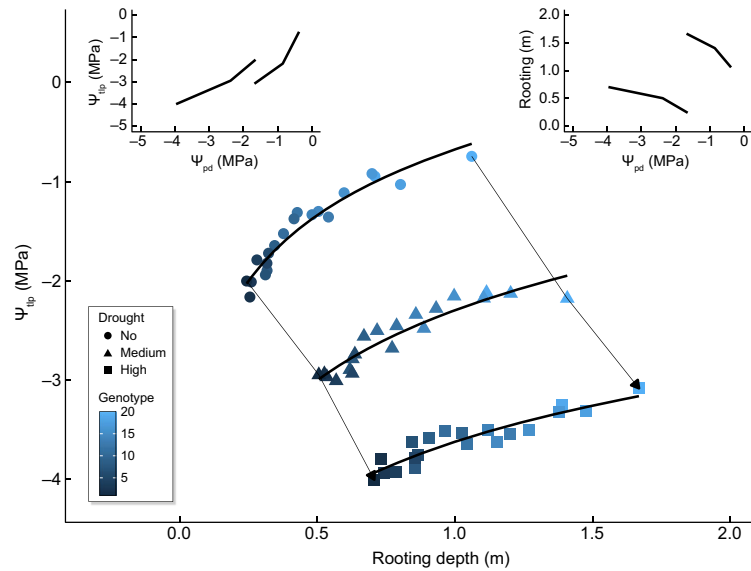 0
−1
−2
−3
−4
−5
Ψtlp (MPa)
−5 −4 −3 −2 −1 0
Ψpd (MPa)
2.0
1.5
1.0
0.5
0.0
Rooting (m)
−5 −4 −3 −2 −1 0
Ψpd (MPa)
0
−1
−2
−3
−4
Ψtlp (MPa)
Drought
No
Medium
High
Genotype
20
15
10
5
0.0 0.5 1.0 1.5 2.0
Rooting depth (m)